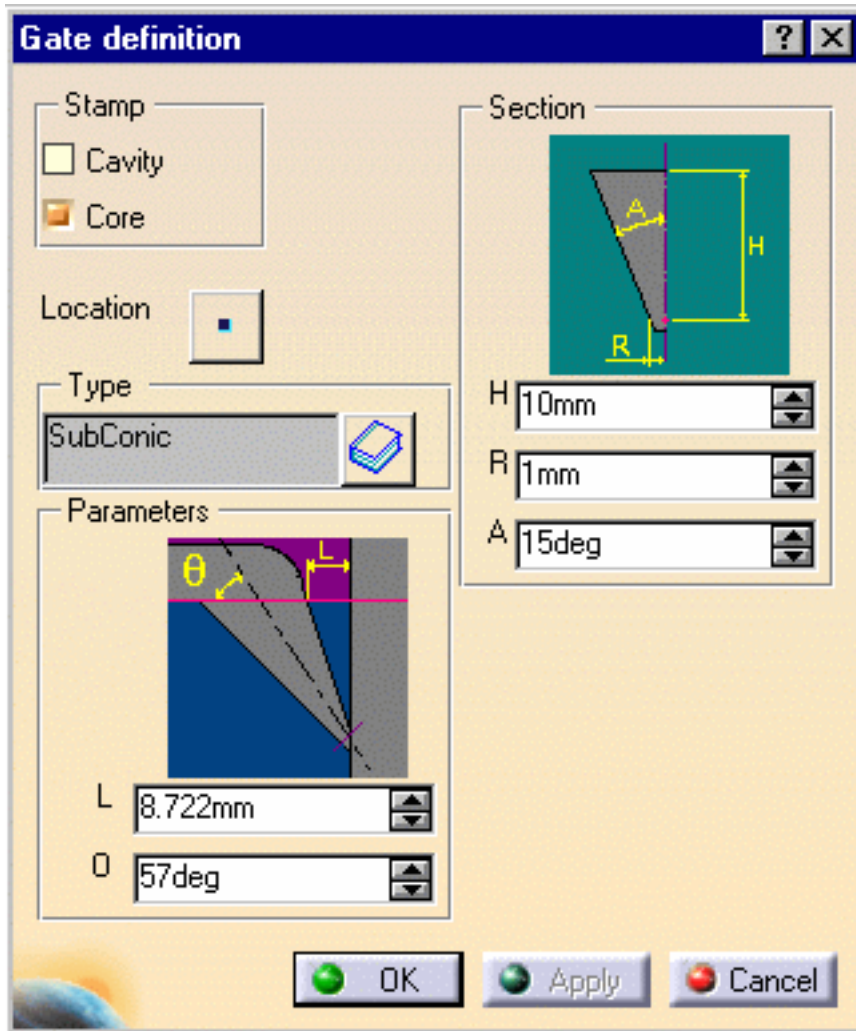 Gate definition
Stamp
Cavity
Core
Location
Type
SubConic
Parameters
θ
L
L
8.722mm
O
57deg
Section
A
H
R
H
10mm
R
1mm
A
15deg
OK
Apply
Cancel